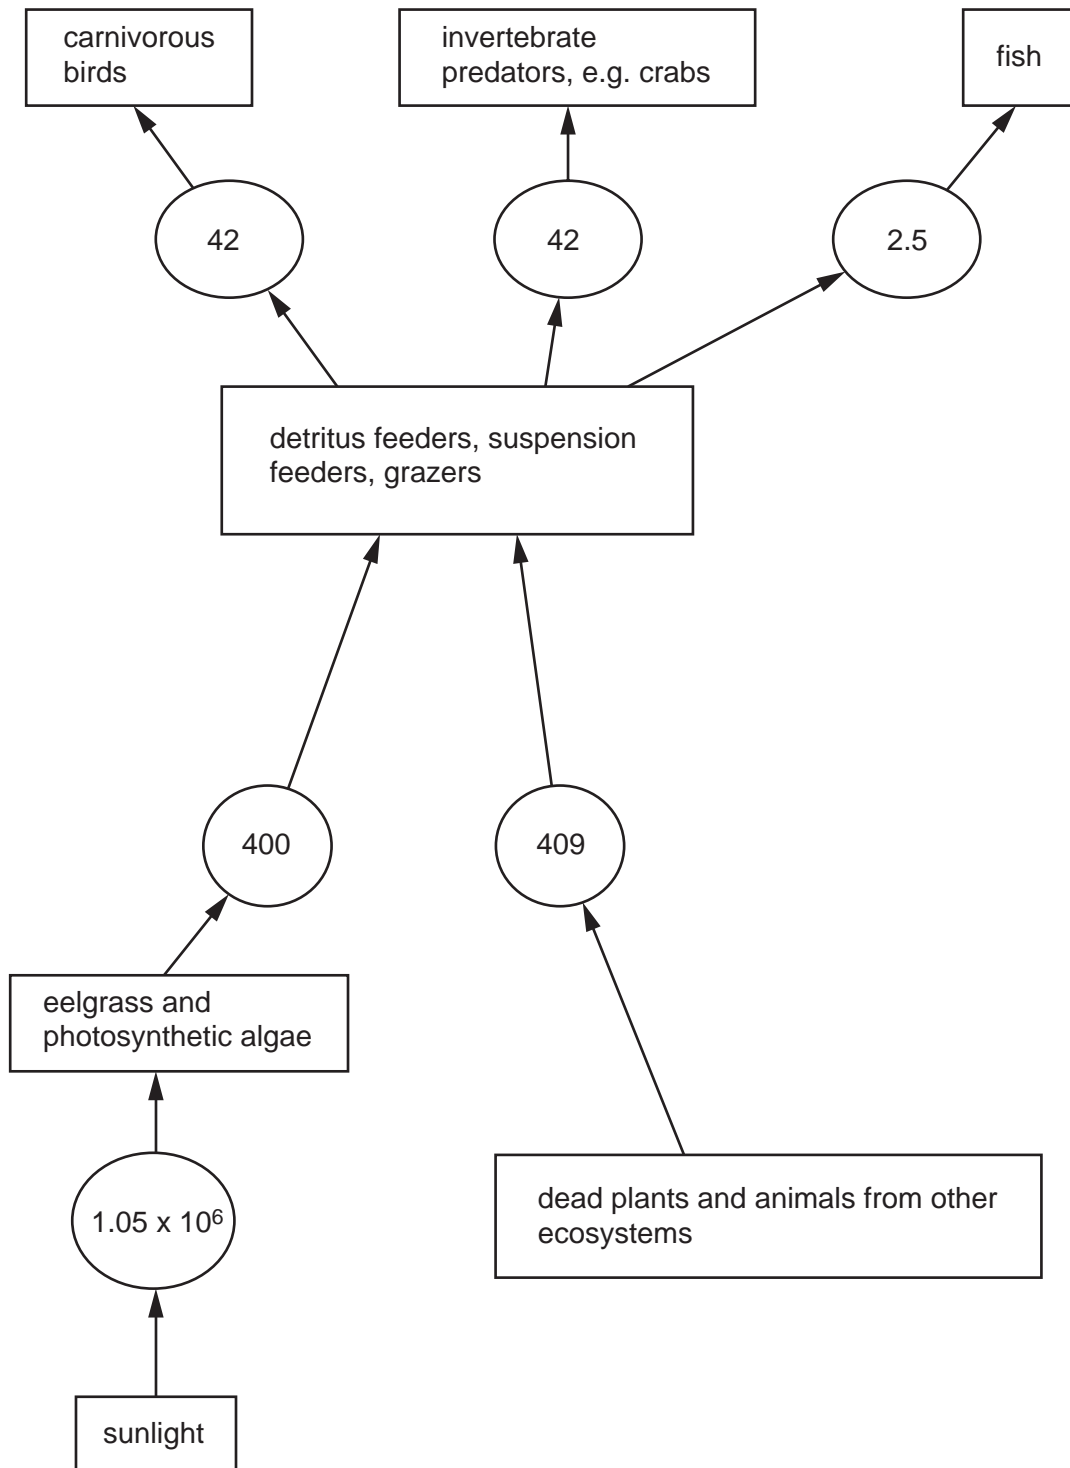 carnivorous
birds
invertebrate
predators, e.g. crabs
fish
42
42
2.5
detritus feeders, suspension
feeders, grazers
400
409
eelgrass and
photosynthetic algae
1.05 x 10⁶
dead plants and animals from other
ecosystems
sunlight